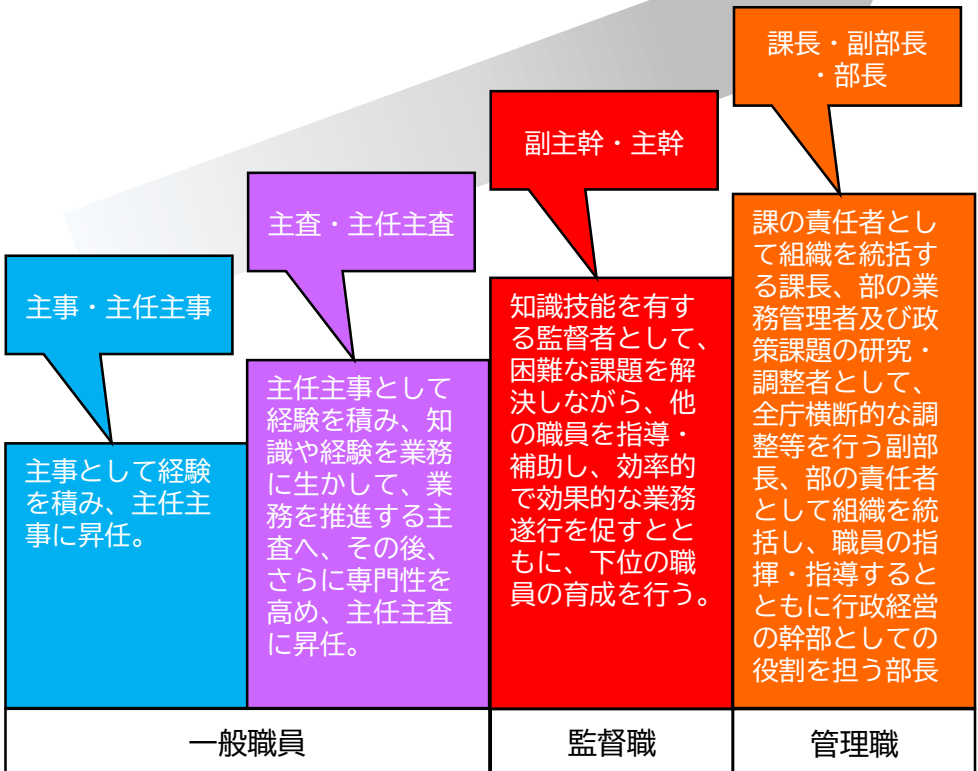 主事・主任主事
主事として経験
を積み、主任主
事に昇任。
主査・主任主査
主任主事として
経験を積み、知
識や経験を業務
に生かして、業
務を推進する主
査へ、その後、
さらに専門性を
高め、主任主査
に昇任。
副主幹・主幹
知識技能を有す
る監督者として、
困難な課題を解
決しながら、他
の職員を指導・
補助し、効率的
で効果的な業務
遂行を促すとと
もに、下位の職
員の育成を行う。
課長・副部長
・部長
課の責任者とし
て組織を統括す
る課長、部の業
務管理者及び政
策課題の研究・
調整者として、
全庁横断的な調
整等を行う副部
長、部の責任者
として組織を統
括し、職員の指
揮・指導すると
ともに行政経営
の幹部としての
役割を担う部長
一般職員
監督職
管理職